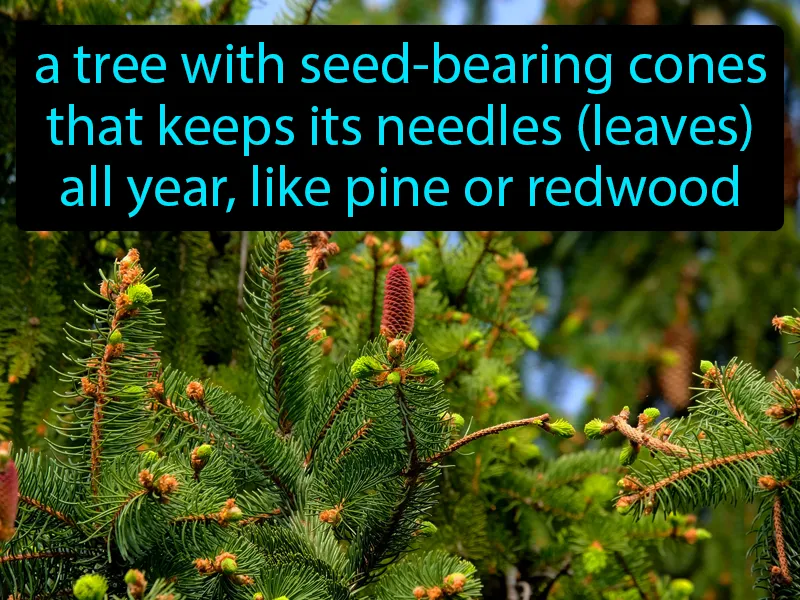 a tree with seed-bearing cones
that keeps its needles (leaves)
all year, like pine or redwood